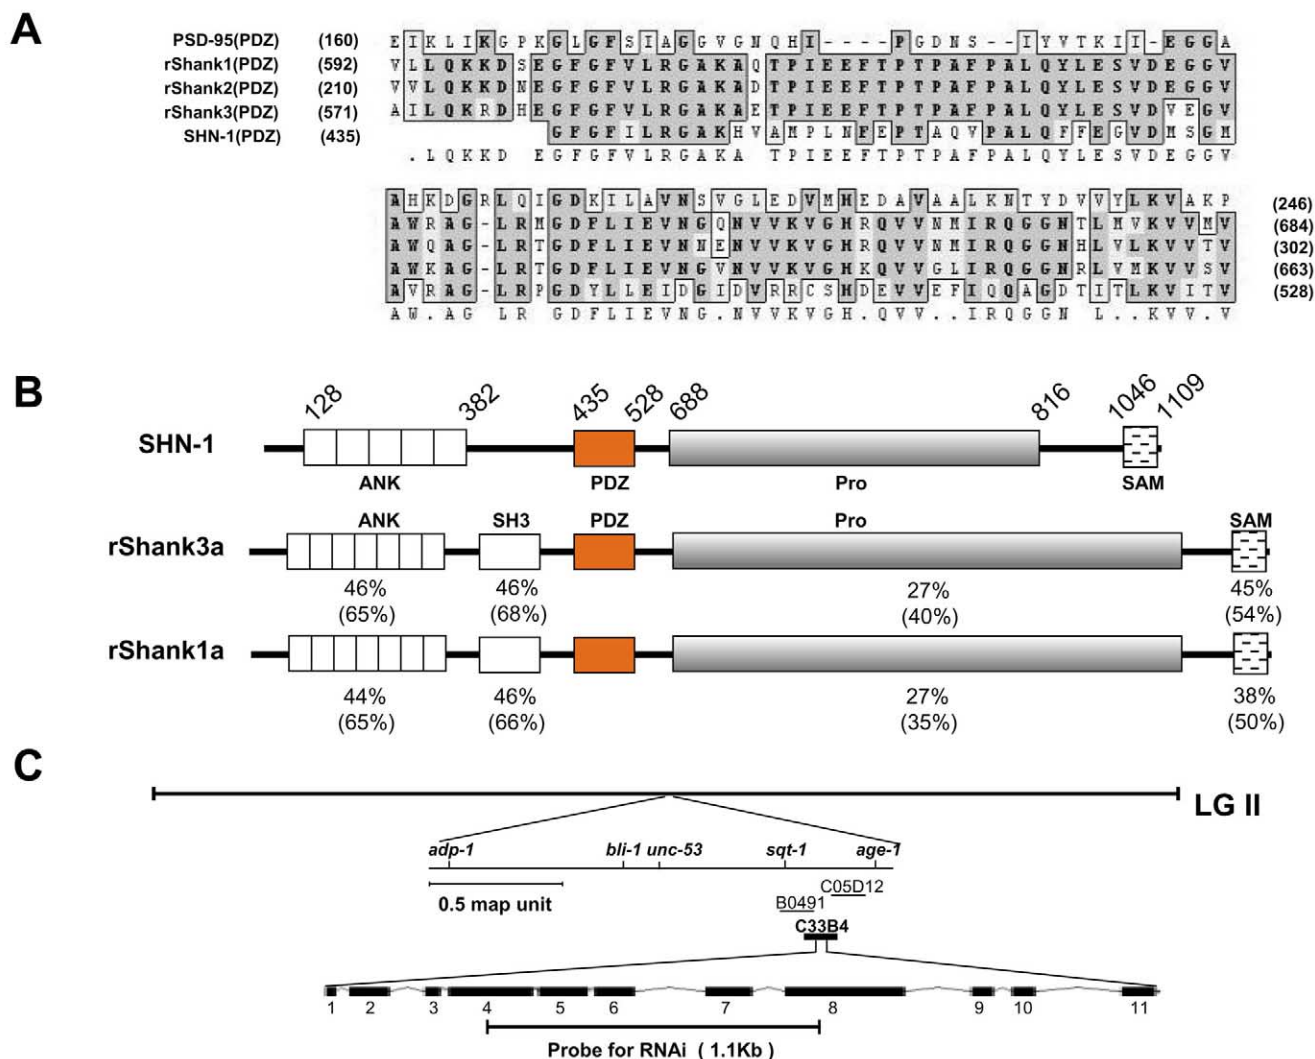 A
PSD-95(PDZ) (160) E I K L I K G P K G L G F S I A G G V G N Q H I - - - - P G D N S - - I Y V T K I I - E G G A
rShank1(PDZ) (592) V L L Q K K D S E G F G F V L R G A K A Q T P I E E F T P T P A F P A L Q Y L E S V D E G G V
rShank2(PDZ) (210) V V L Q K K D N E G F G F V L R G A K A D T P I E E F T P T P A F P A L Q Y L E S V D E G G V
rShank3(PDZ) (571) A I L Q K R D H E G F G F V L R G A K A E T P I E E F T P T P A F P A L Q Y L E S V D V E G V
SHN-1(PDZ) (435) G F G F I L R G A K H V A M P L N F E P T A Q V P A L Q F F E G V D M S G M
. L Q K K D E G F G F V L R G A K A T P I E E F T P T P A F P A L Q Y L E S V D E G G V
A H K D G R L Q I G D K I L A V N S V G L E D V M H E D A V A A L K N T Y D V V Y L K V A K P (246)
A W R A G - L R M G D F L I E V N G Q N V V K V G H R Q V V N M I R Q G G N T L M V K V V M V (684)
A W Q A G - L R T G D F L I E V N N E N V V K V G H R Q V V N M I R Q G G N H L V L K V V T V (302)
A W K A G - L R T G D F L I E V N G V N V V K V G H K Q V V G L I R Q G G N R L V M K V V S V (663)
A V R A G - L R P G D Y L L E I D G I D V R R C S H D E V V E F I Q Q A G D T I T L K V I T V (528)
A W . A G L R G D F L I E V N G . N V V K V G H . Q V V . . I R Q G G N L . . K V V . V
B
128 382 435 528 688 816 1046 1109
SHN-1
ANK PDZ Pro SAM
ANK SH3 PDZ Pro SAM
rShank3a
46% 46% 27% 45%
(65%) (68%) (40%) (54%)
rShank1a
44% 46% 27% 38%
(65%) (66%) (35%) (50%)
C
LG II
adp-1 bli-1 unc-53 sqt-1 age-1
C05D12
0.5 map unit B0491
C33B4
1 2 3 4 5 6 7 8 9 10 11
Probe for RNAi ( 1.1Kb )